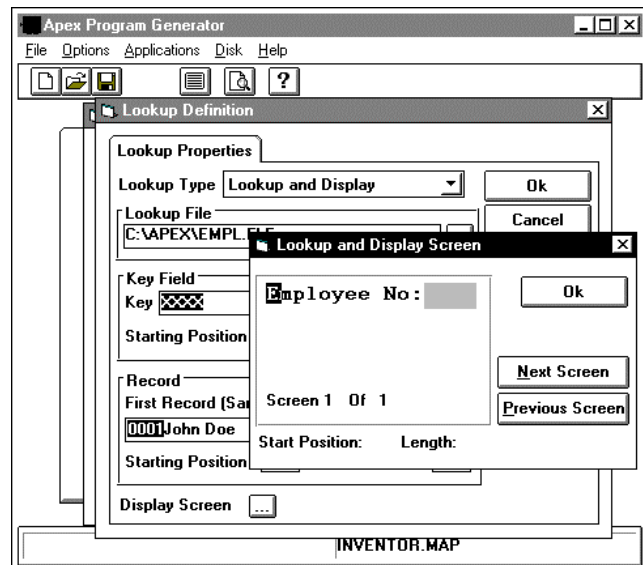 Apex Program Generator
File Options Applications Disk Help
?
Lookup Definition
Lookup Properties
Lookup Type Lookup and Display
Ok
Lookup File
C:\APEX\EMPL.FLE
Cancel
Lookup and Display Screen
Key Field
Key XXXX
Employee No:
Ok
Starting Position
Next Screen
Record
First Record (Sa
Screen 1 Of 1
Previous Screen
0001John Doe
Start Position: Length:
Starting Position
Display Screen ...
INVENTOR.MAP